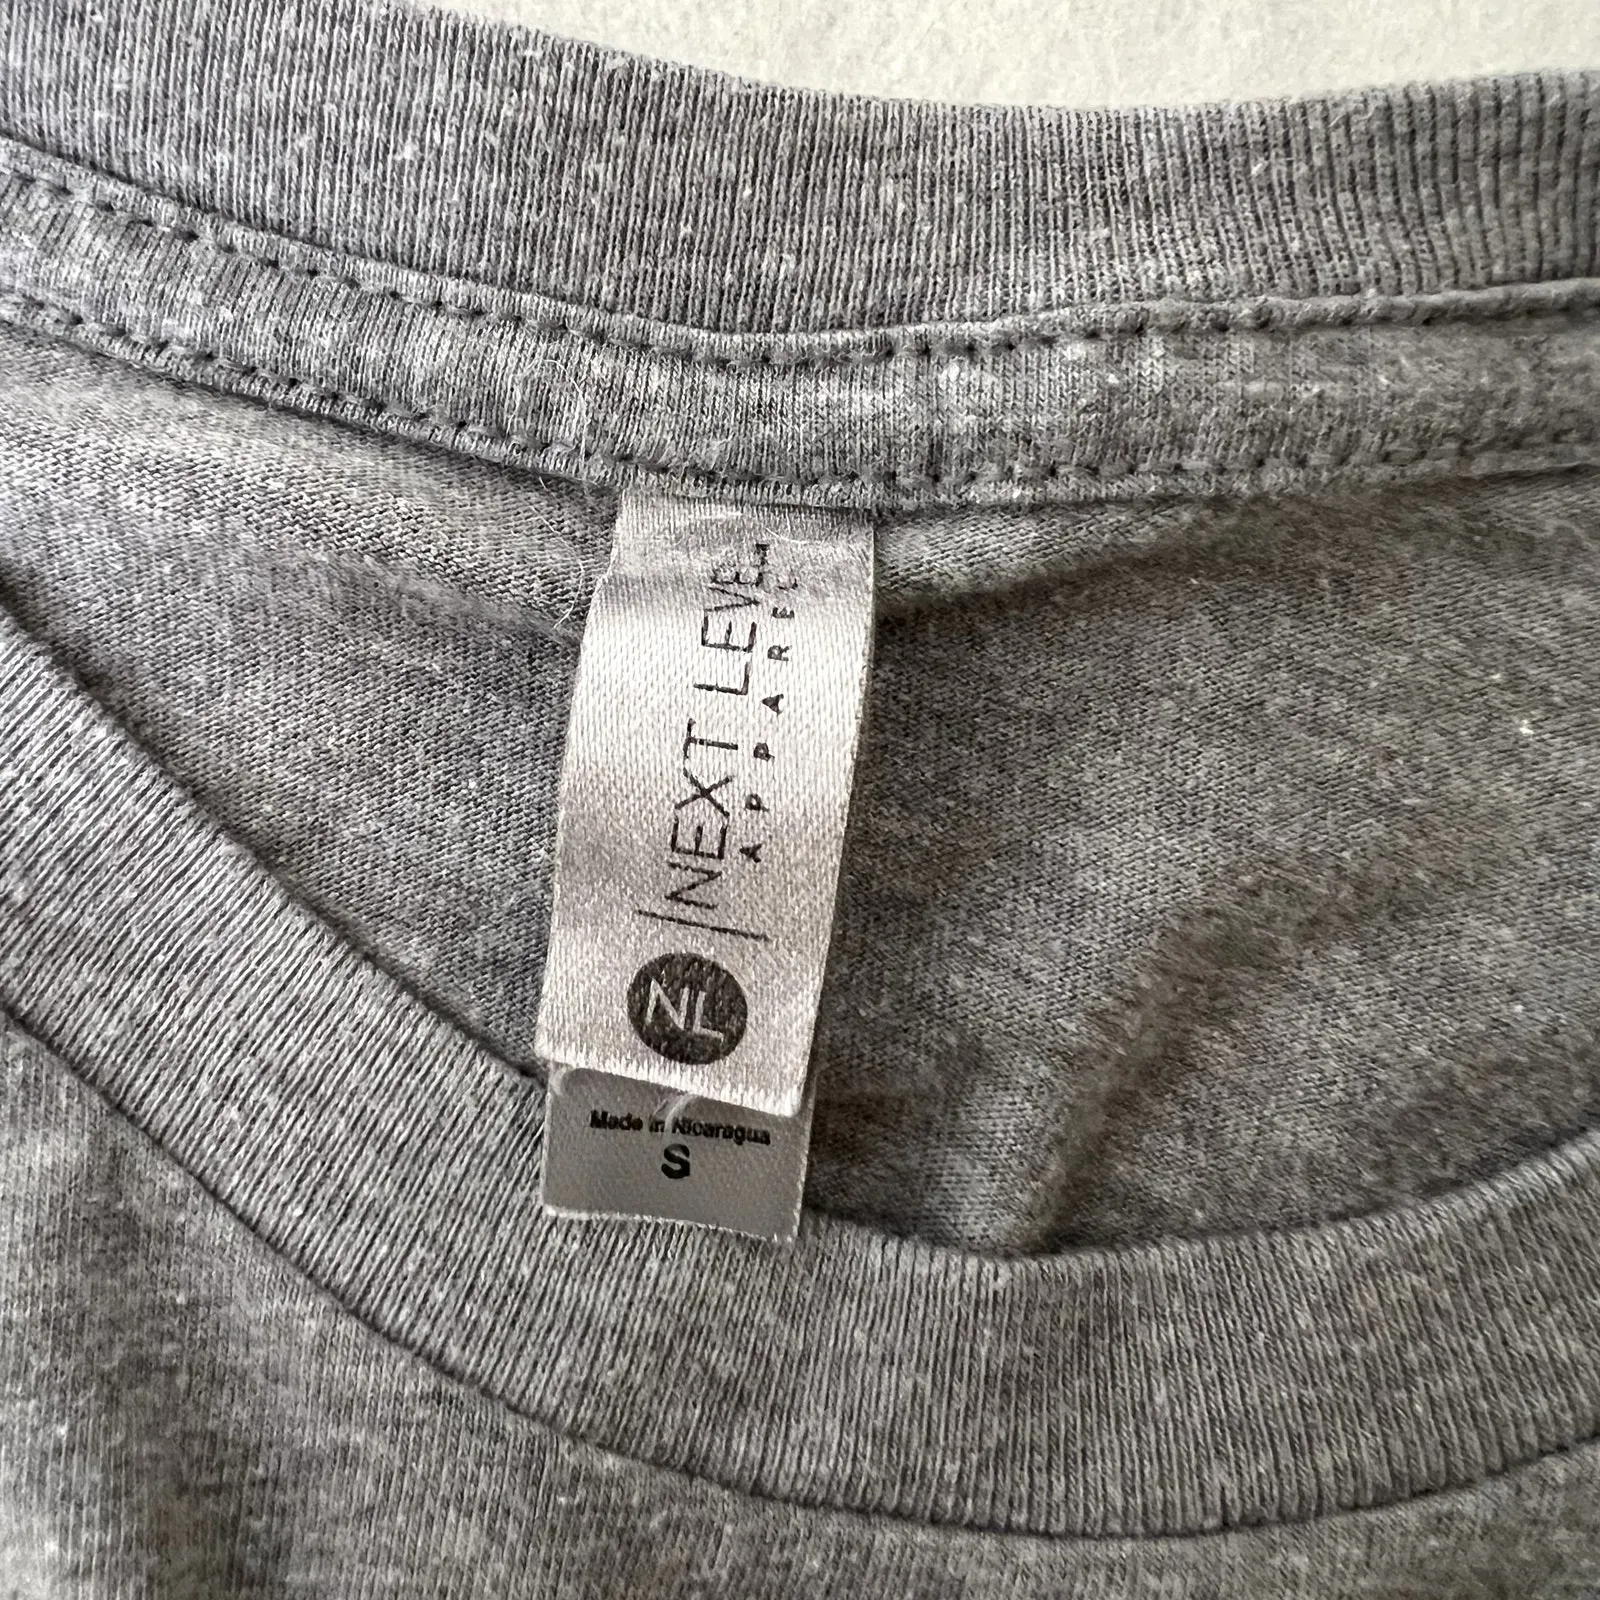 NL | NEXT LEVEL
APPAREL
Made in Nicaragua
S